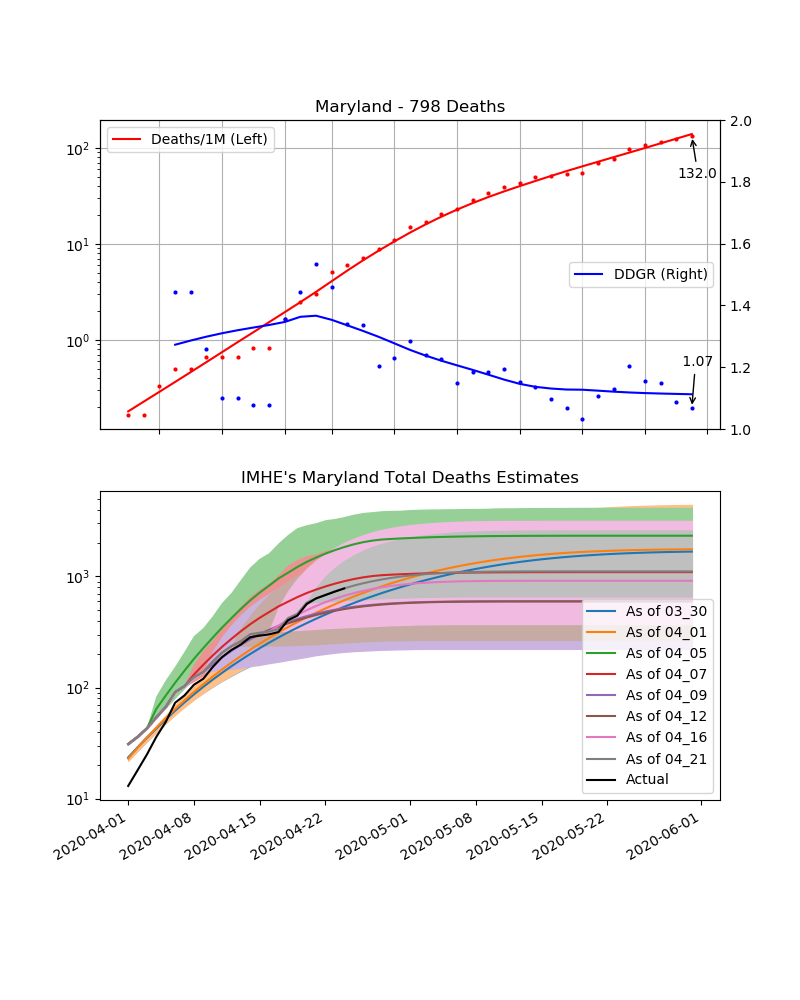 Maryland - 798 Deaths
Deaths/1M (Left)
DDGR (Right)
132.0
1.07
10²
10¹
10⁰
2.0
1.8
1.6
1.4
1.2
1.0
IMHE's Maryland Total Deaths Estimates
10³
10²
10¹
As of 03_30
As of 04_01
As of 04_05
As of 04_07
As of 04_09
As of 04_12
As of 04_16
As of 04_21
Actual
2020-04-01
2020-04-08
2020-04-15
2020-04-22
2020-05-01
2020-05-08
2020-05-15
2020-05-22
2020-06-01